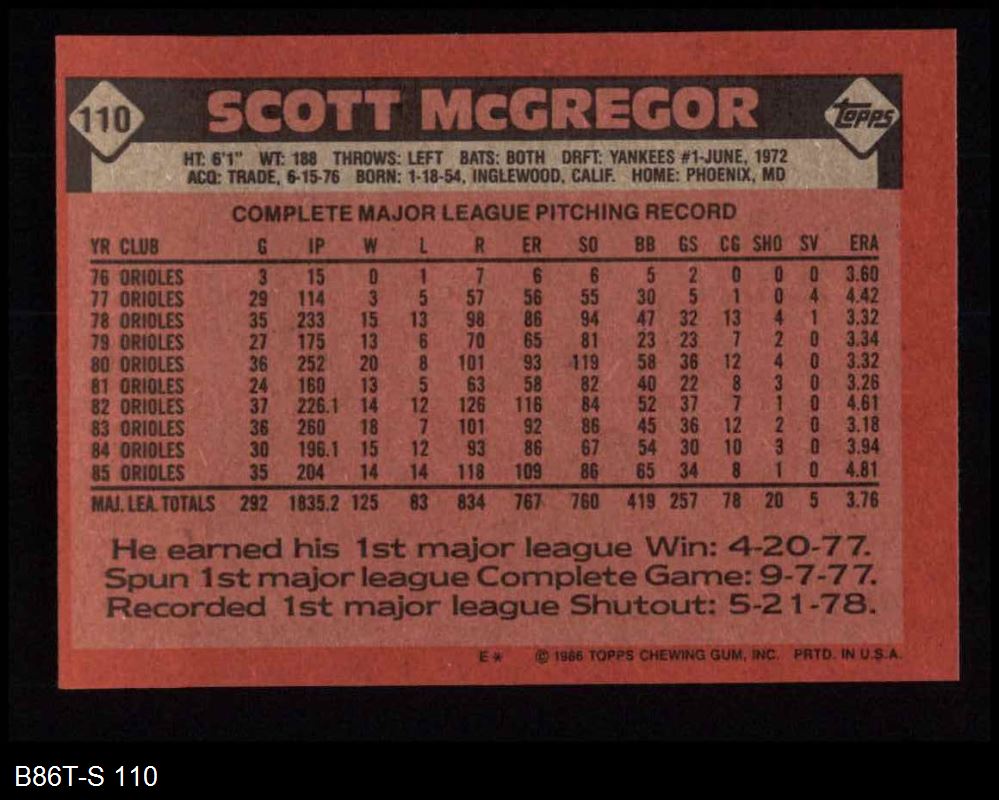 110 SCOTT McGREGOR TOPPS
HT: 6'1" WT: 188 THROWS: LEFT BATS: BOTH DRFT: YANKEES #1-JUNE, 1972
ACQ: TRADE, 6-15-76 BORN: 1-18-54, INGLEWOOD, CALIF. HOME: PHOENIX, MD
COMPLETE MAJOR LEAGUE PITCHING RECORD
YR CLUB G IP W L R ER SO BB GS CG SHO SV ERA
76 ORIOLES 3 15 0 1 7 6 6 5 2 0 0 0 3.60
77 ORIOLES 29 114 3 5 57 56 55 30 5 1 0 4 4.42
78 ORIOLES 35 233 15 13 98 86 94 47 32 13 4 1 3.32
79 ORIOLES 27 175 13 6 70 65 81 23 23 7 2 0 3.34
80 ORIOLES 36 252 20 8 101 93 119 58 36 12 4 0 3.32
81 ORIOLES 24 160 13 5 63 58 82 40 22 8 3 0 3.26
82 ORIOLES 37 226.1 14 12 126 116 84 52 37 7 1 0 4.61
83 ORIOLES 36 260 18 7 101 92 86 45 36 12 2 0 3.18
84 ORIOLES 30 196.1 15 12 93 86 67 54 30 10 3 0 3.94
85 ORIOLES 35 204 14 14 118 109 86 65 34 8 1 0 4.81
MAJ. LEA. TOTALS 292 1835.2 125 83 834 767 760 419 257 78 20 5 3.76
He earned his 1st major league Win: 4-20-77.
Spun 1st major league Complete Game: 9-7-77.
Recorded 1st major league Shutout: 5-21-78.
E* © 1986 TOPPS CHEWING GUM, INC. PRTD. IN U.S.A.
B86T-S 110